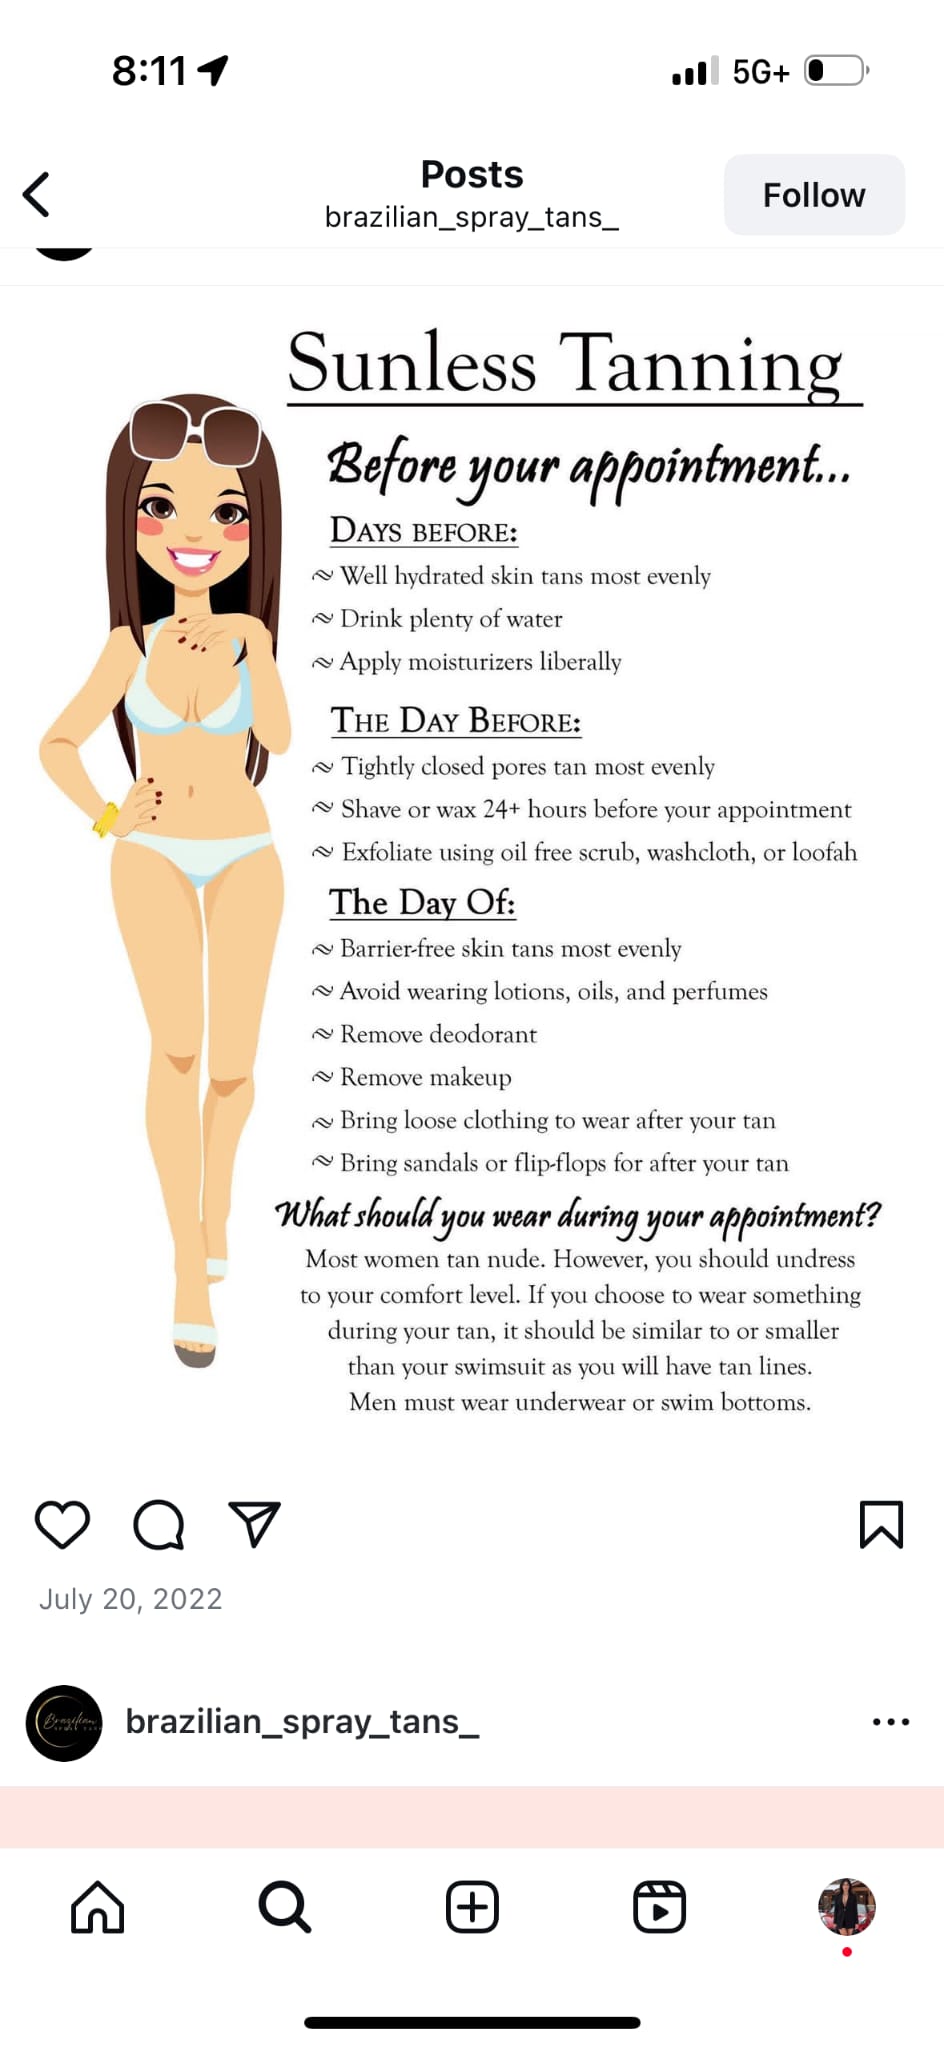 8:11
5G+
Posts
brazilian_spray_tans_
Follow
Sunless Tanning
Before your appointment...
DAYS BEFORE:
~ Well hydrated skin tans most evenly
~ Drink plenty of water
~ Apply moisturizers liberally
THE DAY BEFORE:
~ Tightly closed pores tan most evenly
~ Shave or wax 24+ hours before your appointment
~ Exfoliate using oil free scrub, washcloth, or loofah
The Day Of:
~ Barrier-free skin tans most evenly
~ Avoid wearing lotions, oils, and perfumes
~ Remove deodorant
~ Remove makeup
~ Bring loose clothing to wear after your tan
~ Bring sandals or flip-flops for after your tan
What should you wear during your appointment?
Most women tan nude. However, you should undress
to your comfort level. If you choose to wear something
during your tan, it should be similar to or smaller
than your swimsuit as you will have tan lines.
Men must wear underwear or swim bottoms.
July 20, 2022
Brazilian
brazilian_spray_tans_